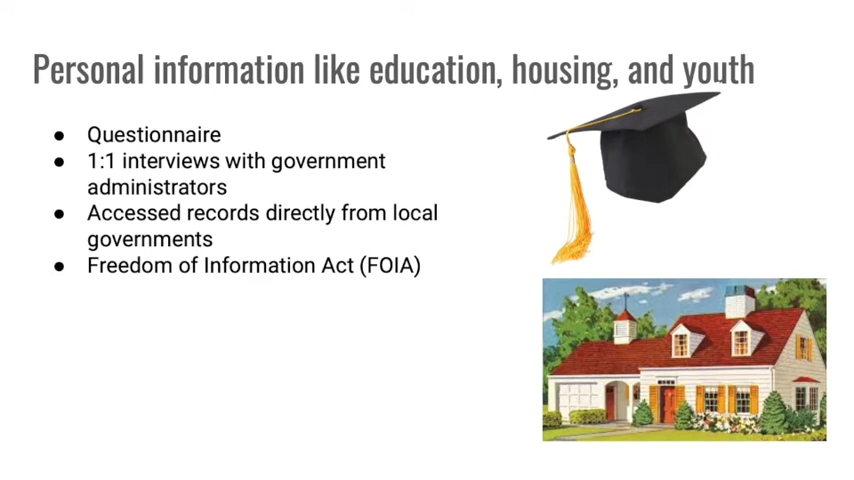 Personal information like education, housing, and youth
● Questionnaire
● 1:1 interviews with government
administrators
● Accessed records directly from local
governments
● Freedom of Information Act (FOIA)